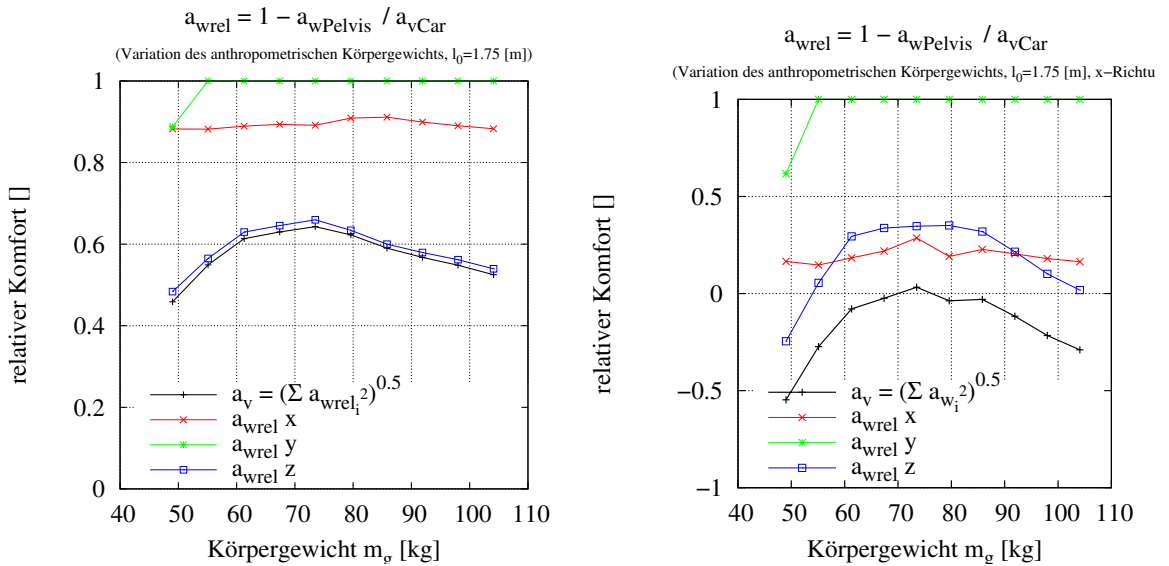 a_wrel = 1 − a_wPelvis / a_vCar
(Variation des anthropometrischen Körpergewichts, l_0=1.75 [m])
relativer Komfort []
1
0.8
0.6
0.4
0.2
0
a_v = (Σ a_wrel_i^2)^0.5
a_wrel x
a_wrel y
a_wrel z
40 50 60 70 80 90 100 110
Körpergewicht m_g [kg]
a_wrel = 1 − a_wPelvis / a_vCar
(Variation des anthropometrischen Körpergewichts, l_0=1.75 [m], x−Richtu
relativer Komfort []
1
0.5
0
−0.5
−1
a_v = (Σ a_w_i^2)^0.5
a_wrel x
a_wrel y
a_wrel z
40 50 60 70 80 90 100 110
Körpergewicht m_g [kg]